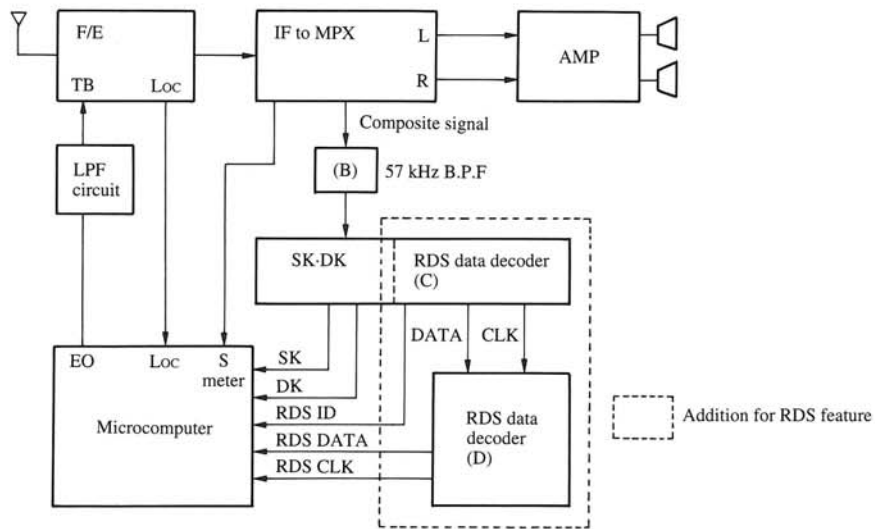 F/E
TB
Loc
IF to MPX
L
R
AMP
Composite signal
LPF
circuit
(B)
57 kHz B.P.F
SK·DK
RDS data decoder
(C)
DATA
CLK
EO
Loc
S
meter
Microcomputer
SK
DK
RDS ID
RDS DATA
RDS CLK
RDS data
decoder
(D)
Addition for RDS feature